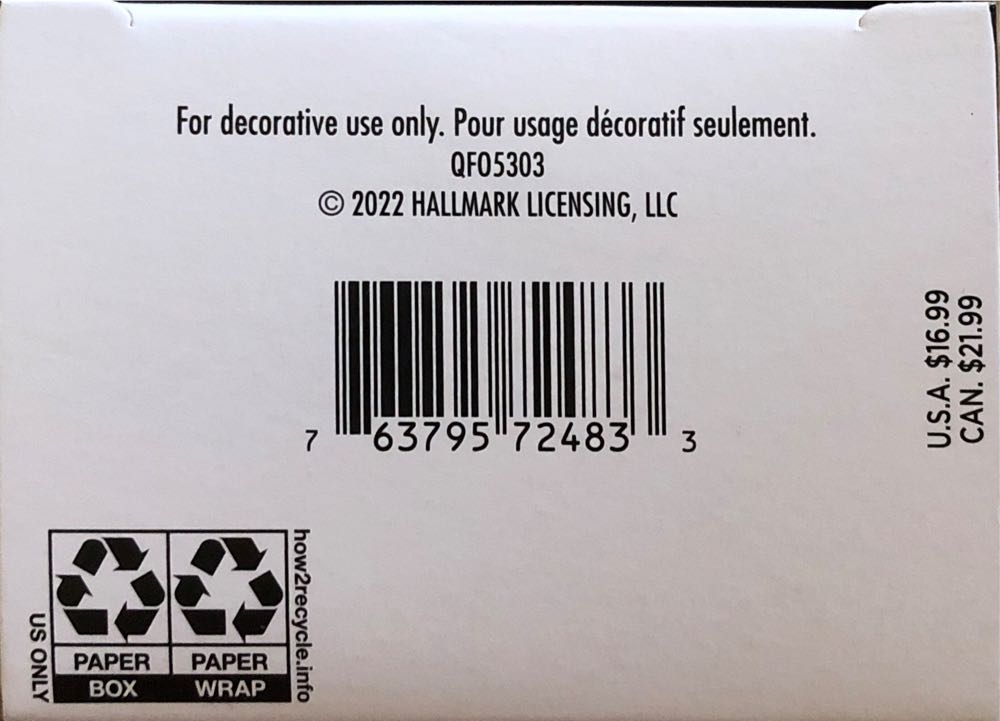 For decorative use only. Pour usage décoratif seulement.
QFO5303
© 2022 HALLMARK LICENSING, LLC
7 63795 72483 3
U.S.A. $16.99
CAN. $21.99
how2recycle.info
PAPER PAPER
BOX WRAP
US ONLY